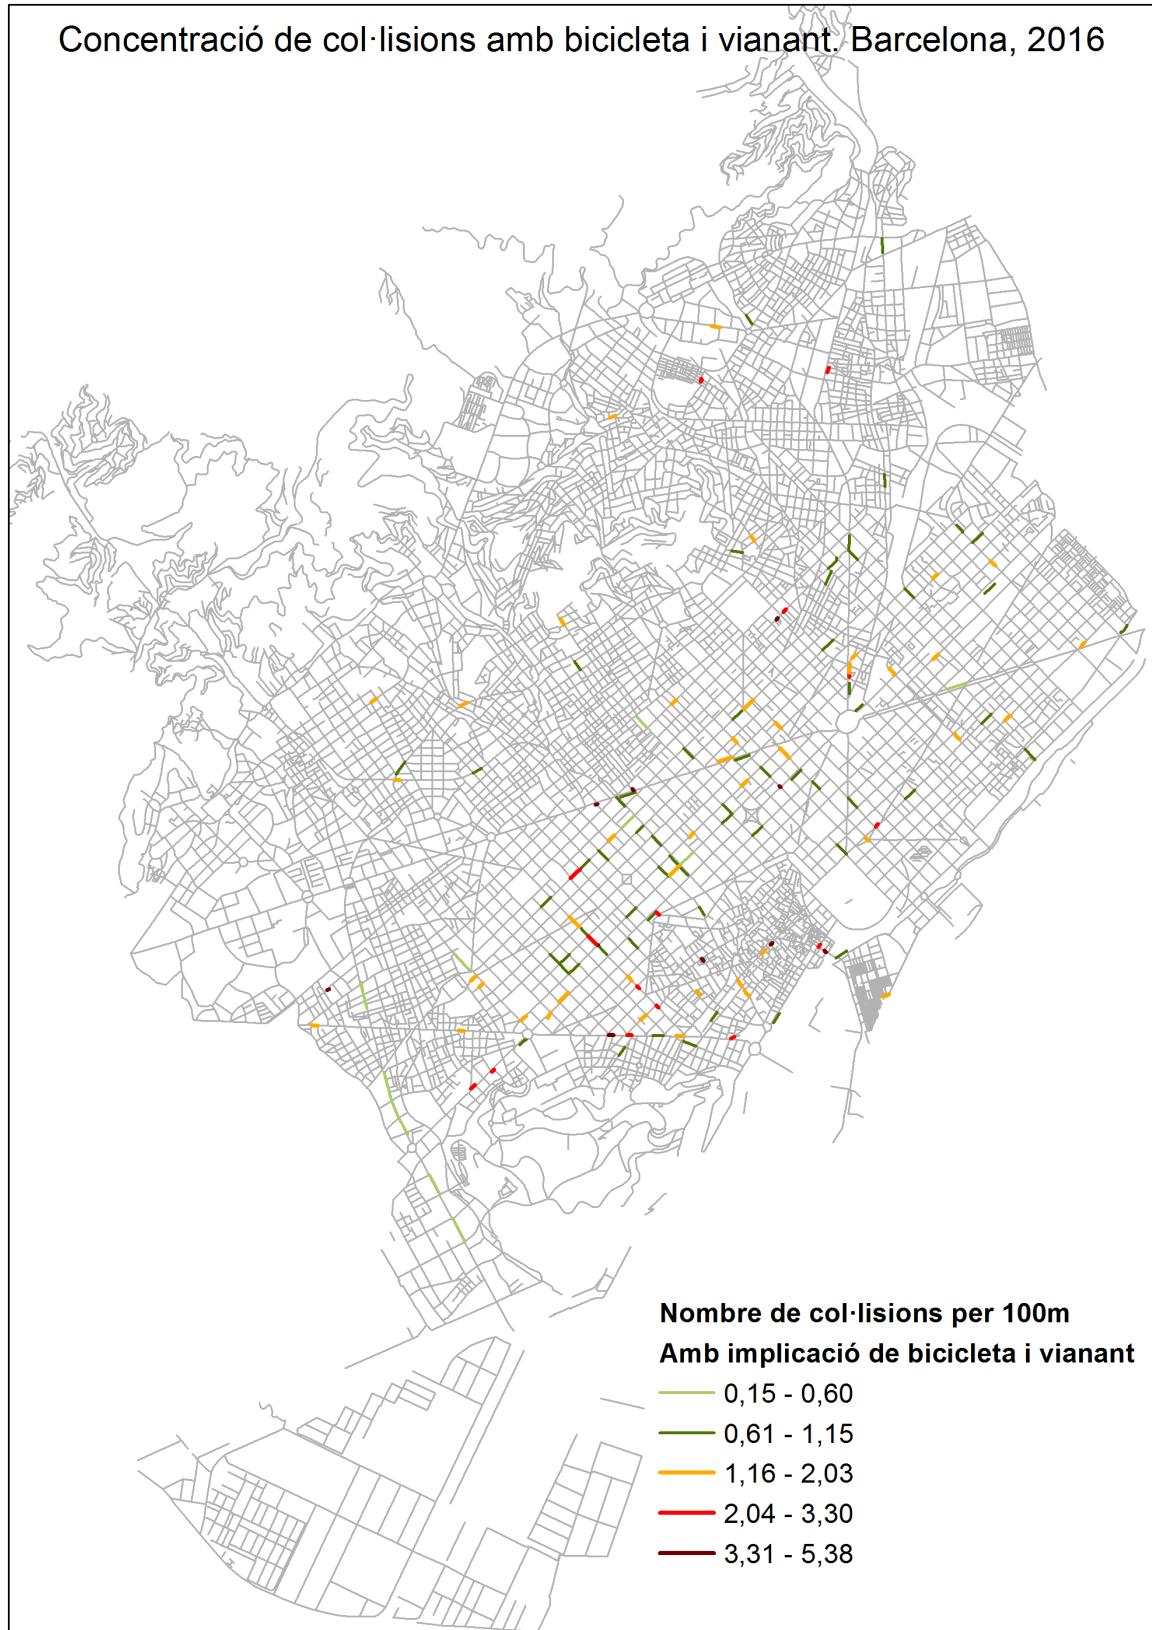 Concentració de col·lisions amb bicicleta i vianant. Barcelona, 2016
Nombre de col·lisions per 100m
Amb implicació de bicicleta i vianant
0,15 - 0,60
0,61 - 1,15
1,16 - 2,03
2,04 - 3,30
3,31 - 5,38